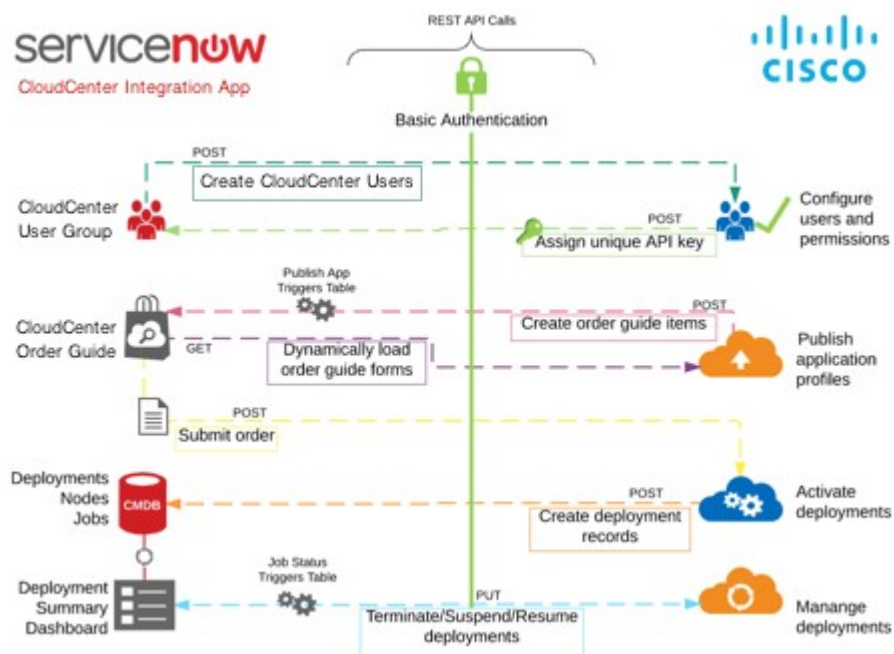 servicenow
CloudCenter Integration App
REST API Calls
CISCO
Basic Authentication
POST
Create CloudCenter Users
CloudCenter
User Group
POST
Assign unique API key
Configure
users and
permissions
Publish App
Triggers Table
POST
Create order guide items
CloudCenter
Order Guide
GET
Dynamically load
order guide forms
Publish
application
profiles
POST
Submit order
Deployments
Nodes
Jobs
CMDB
POST
Create deployment
records
Activate
deployments
Job Status
Triggers Table
Deployment
Summary
Dashboard
PUT
Terminate/Suspend/Resume
deployments
Manange
deployments